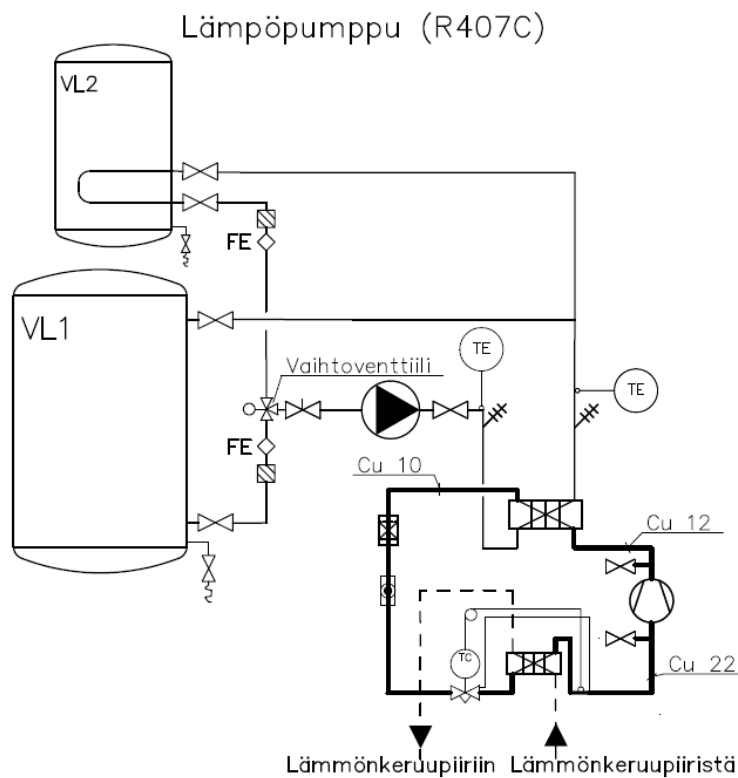 Lämpöpumppu (R407C)
VL2
FE
VL1
TE
TE
Vaihtoventtiili
FE
Cu 10
Cu 12
TC
Cu 22
Lämmönkeruupiiriin
Lämmönkeruupiiristä